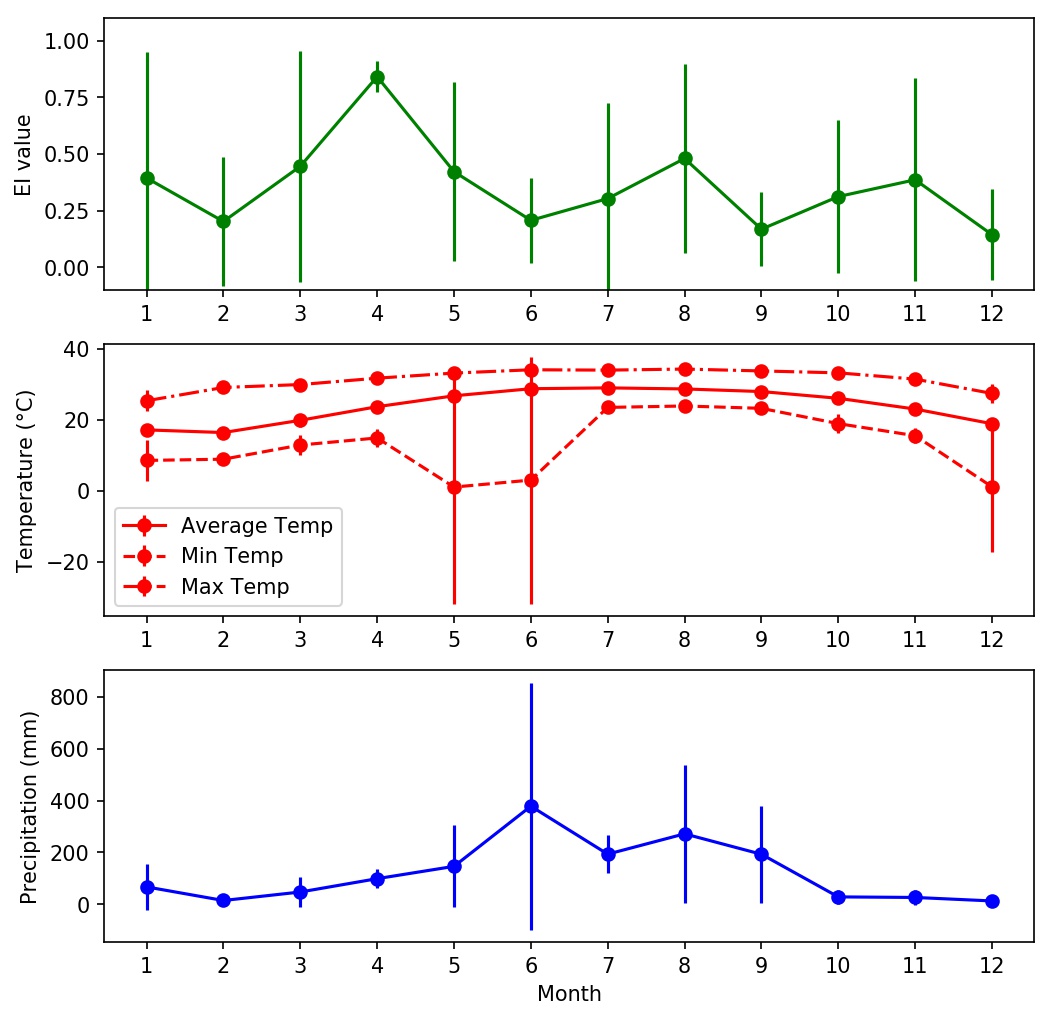 EI value
1.00
0.75
0.50
0.25
0.00
1 2 3 4 5 6 7 8 9 10 11 12
Temperature (°C)
40
20
0
−20
Average Temp
Min Temp
Max Temp
1 2 3 4 5 6 7 8 9 10 11 12
Precipitation (mm)
800
600
400
200
0
1 2 3 4 5 6 7 8 9 10 11 12
Month